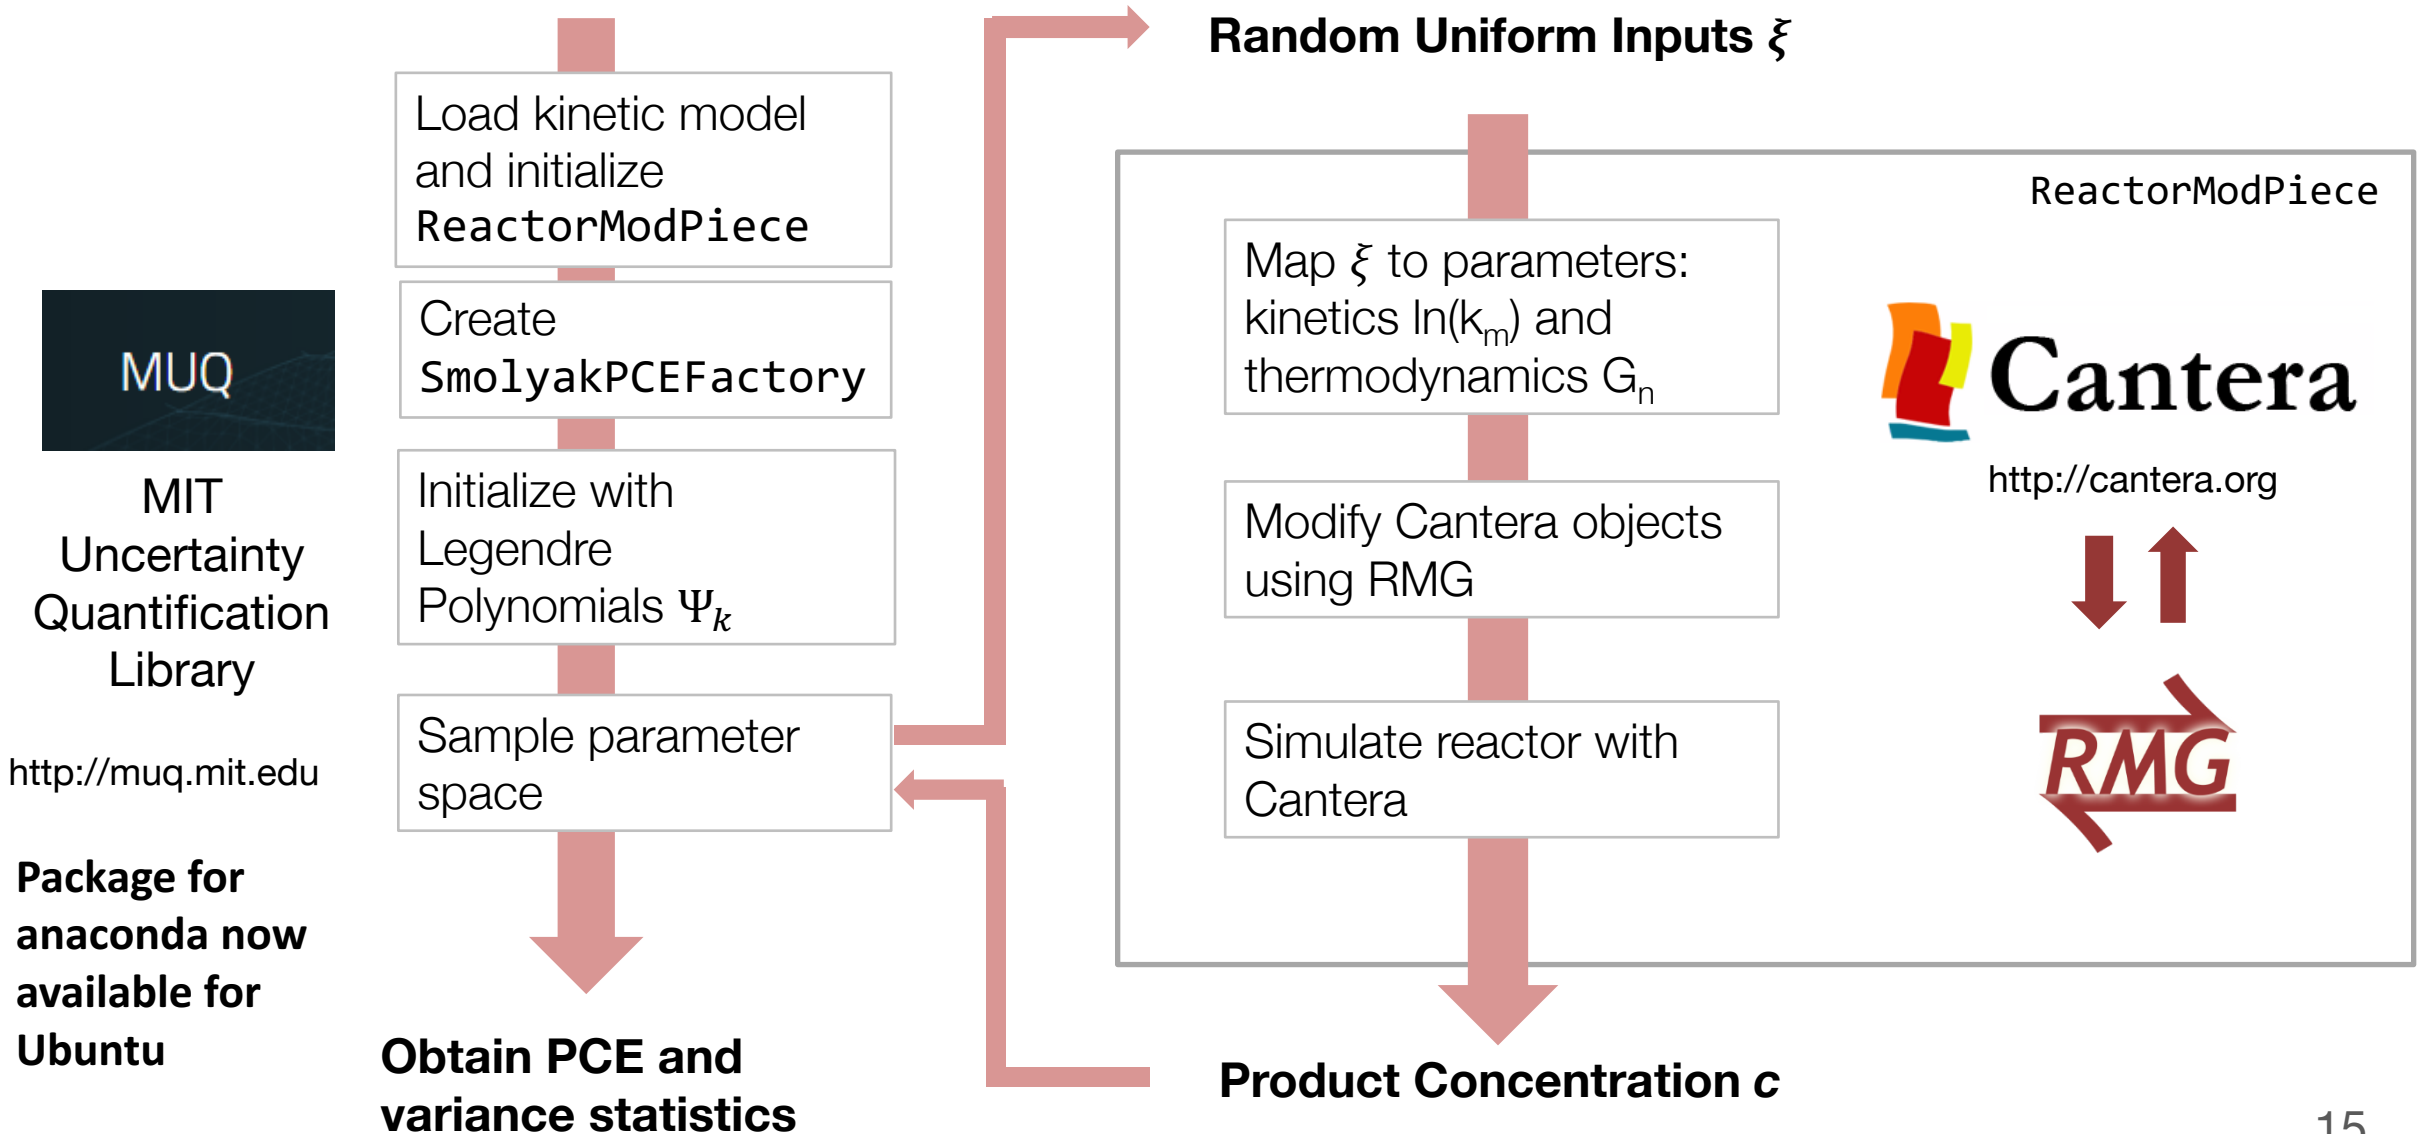 Load kinetic model
and initialize
ReactorModPiece
Create
SmolyakPCEFactory
Initialize with
Legendre
Polynomials Ψk
Sample parameter
space
Obtain PCE and
variance statistics
MUQ
MIT
Uncertainty
Quantification
Library
http://muq.mit.edu
Package for
anaconda now
available for
Ubuntu
Random Uniform Inputs ξ
ReactorModPiece
Map ξ to parameters:
kinetics ln(km) and
thermodynamics Gn
Modify Cantera objects
using RMG
Simulate reactor with
Cantera
Product Concentration c
Cantera
http://cantera.org
RMG
15